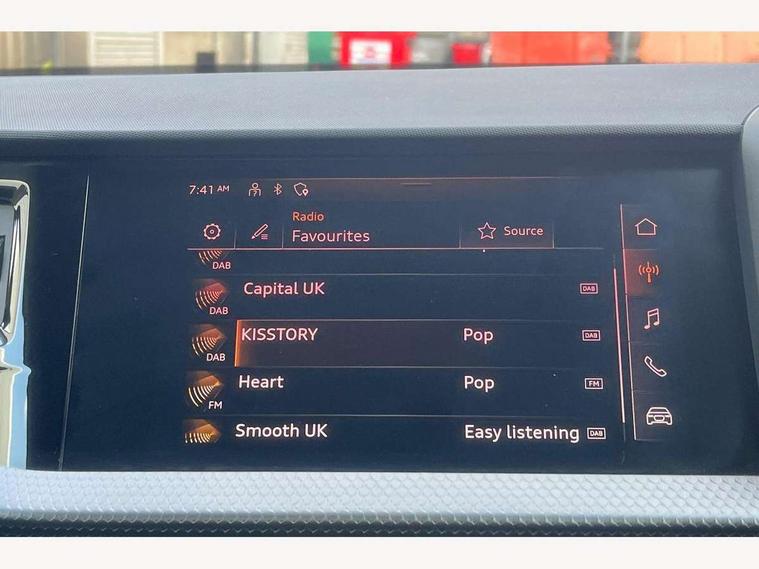 7:41 AM
Radio
Favourites
Source
DAB
Capital UK
DAB
DAB
KISSTORY
Pop
DAB
DAB
Heart
Pop
FM
FM
Smooth UK
Easy listening
DAB